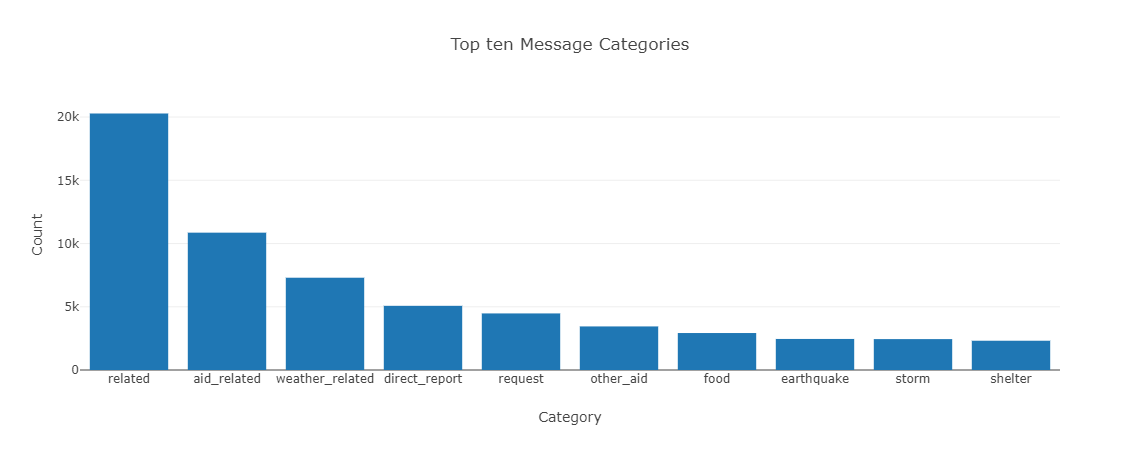 Top ten Message Categories
Count
20k
15k
10k
5k
0
related aid_related weather_related direct_report request other_aid food earthquake storm shelter
Category